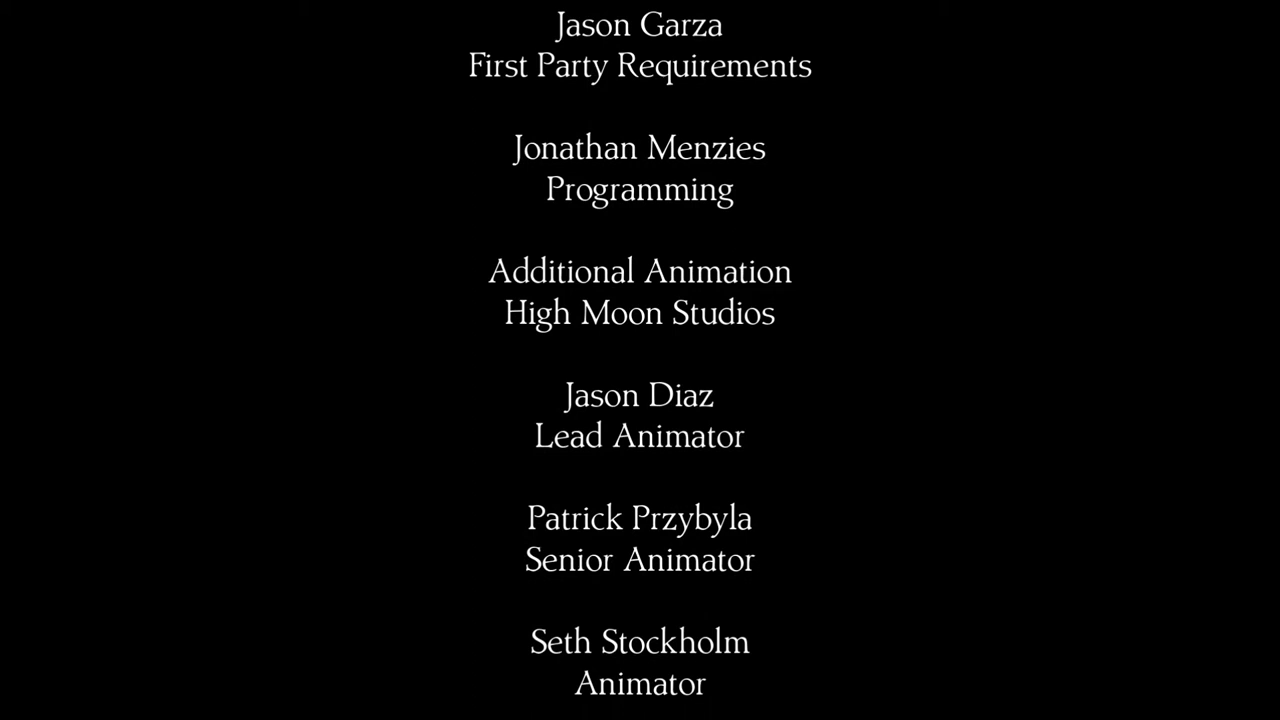 Jason Garza
First Party Requirements
Jonathan Menzies
Programming
Additional Animation
High Moon Studios
Jason Diaz
Lead Animator
Patrick Przybyla
Senior Animator
Seth Stockholm
Animator